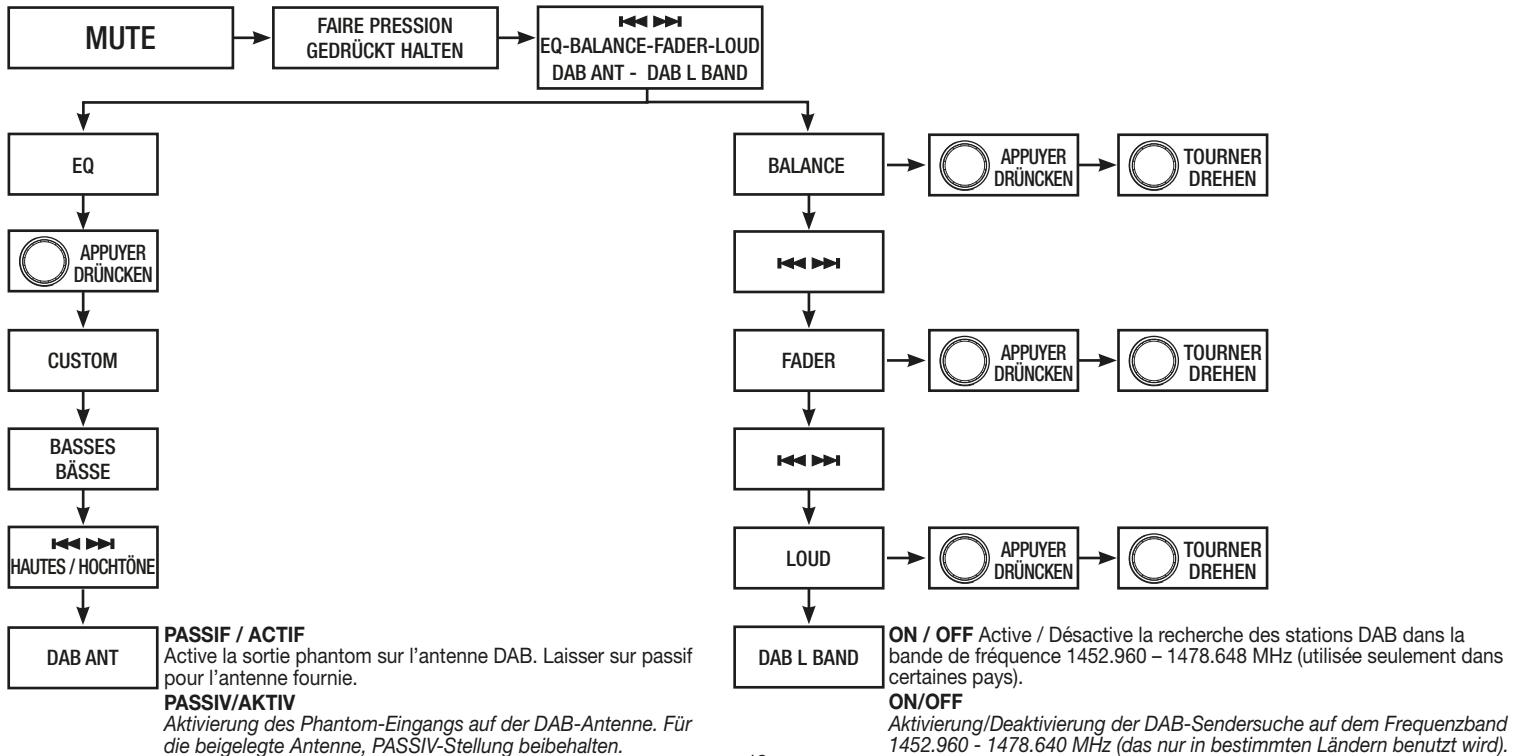 MUTE
FAIRE PRESSION
GEDRÜCKT HALTEN
EQ-BALANCE-FADER-LOUD
DAB ANT - DAB L BAND
EQ
APPUYER
DRÜNCKEN
CUSTOM
BASSES
BÄSSE
HAUTES / HOCHTÖNE
DAB ANT
PASSIF / ACTIF
Active la sortie phantom sur l'antenne DAB. Laisser sur passif
pour l'antenne fournie.
PASSIV/AKTIV
Aktivierung des Phantom-Eingangs auf der DAB-Antenne. Für
die beigelegte Antenne, PASSIV-Stellung beibehalten.
BALANCE
APPUYER
DRÜNCKEN
TOURNER
DREHEN
FADER
APPUYER
DRÜNCKEN
TOURNER
DREHEN
LOUD
APPUYER
DRÜNCKEN
TOURNER
DREHEN
DAB L BAND
ON / OFF Active / Désactive la recherche des stations DAB dans la
bande de fréquence 1452.960 – 1478.648 MHz (utilisée seulement dans
certaines pays).
ON/OFF
Aktivierung/Deaktivierung der DAB-Sendersuche auf dem Frequenzband
1452.960 - 1478.640 MHz (das nur in bestimmten Ländern benutzt wird).